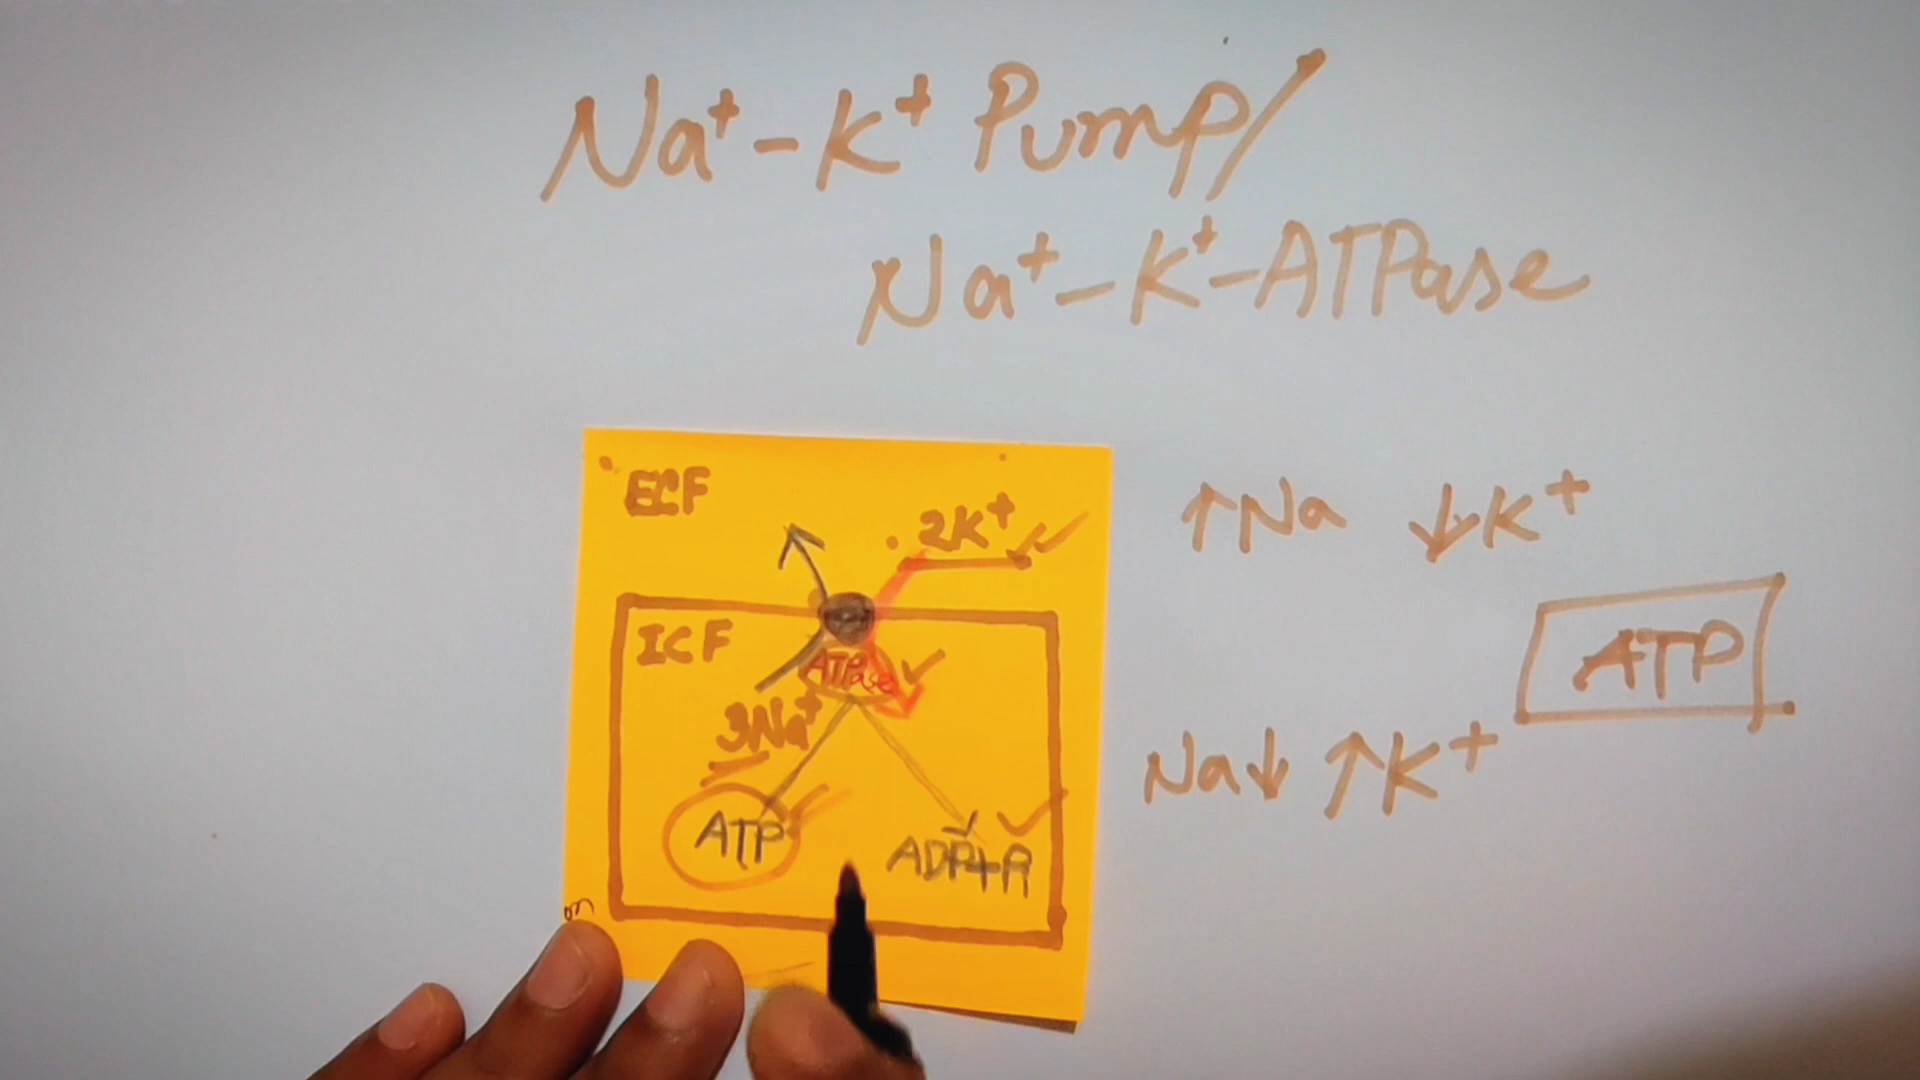 Na⁺-K⁺ Pump/
Na⁺-K⁺-ATPase
ECF
2K⁺
↑Na ↓K⁺
ICF
ATPase
ATP
3Na⁺
Na↓ ↑K⁺
ATP
ADP+Pi